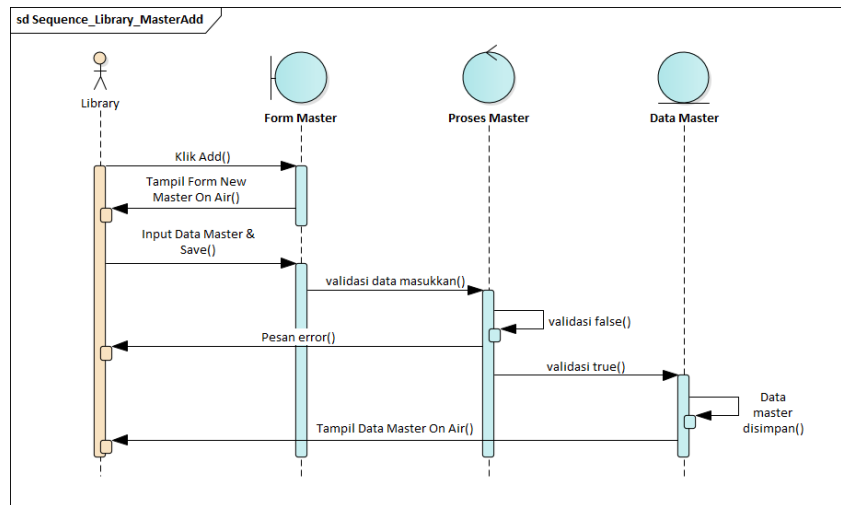 sd Sequence_Library_MasterAdd
Library
Form Master
Proses Master
Data Master
Klik Add()
Tampil Form New
Master On Air()
Input Data Master &
Save()
validasi data masukkan()
validasi false()
Pesan error()
validasi true()
Data
master
disimpan()
Tampil Data Master On Air()